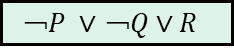 ¬P ∨ ¬Q ∨ R